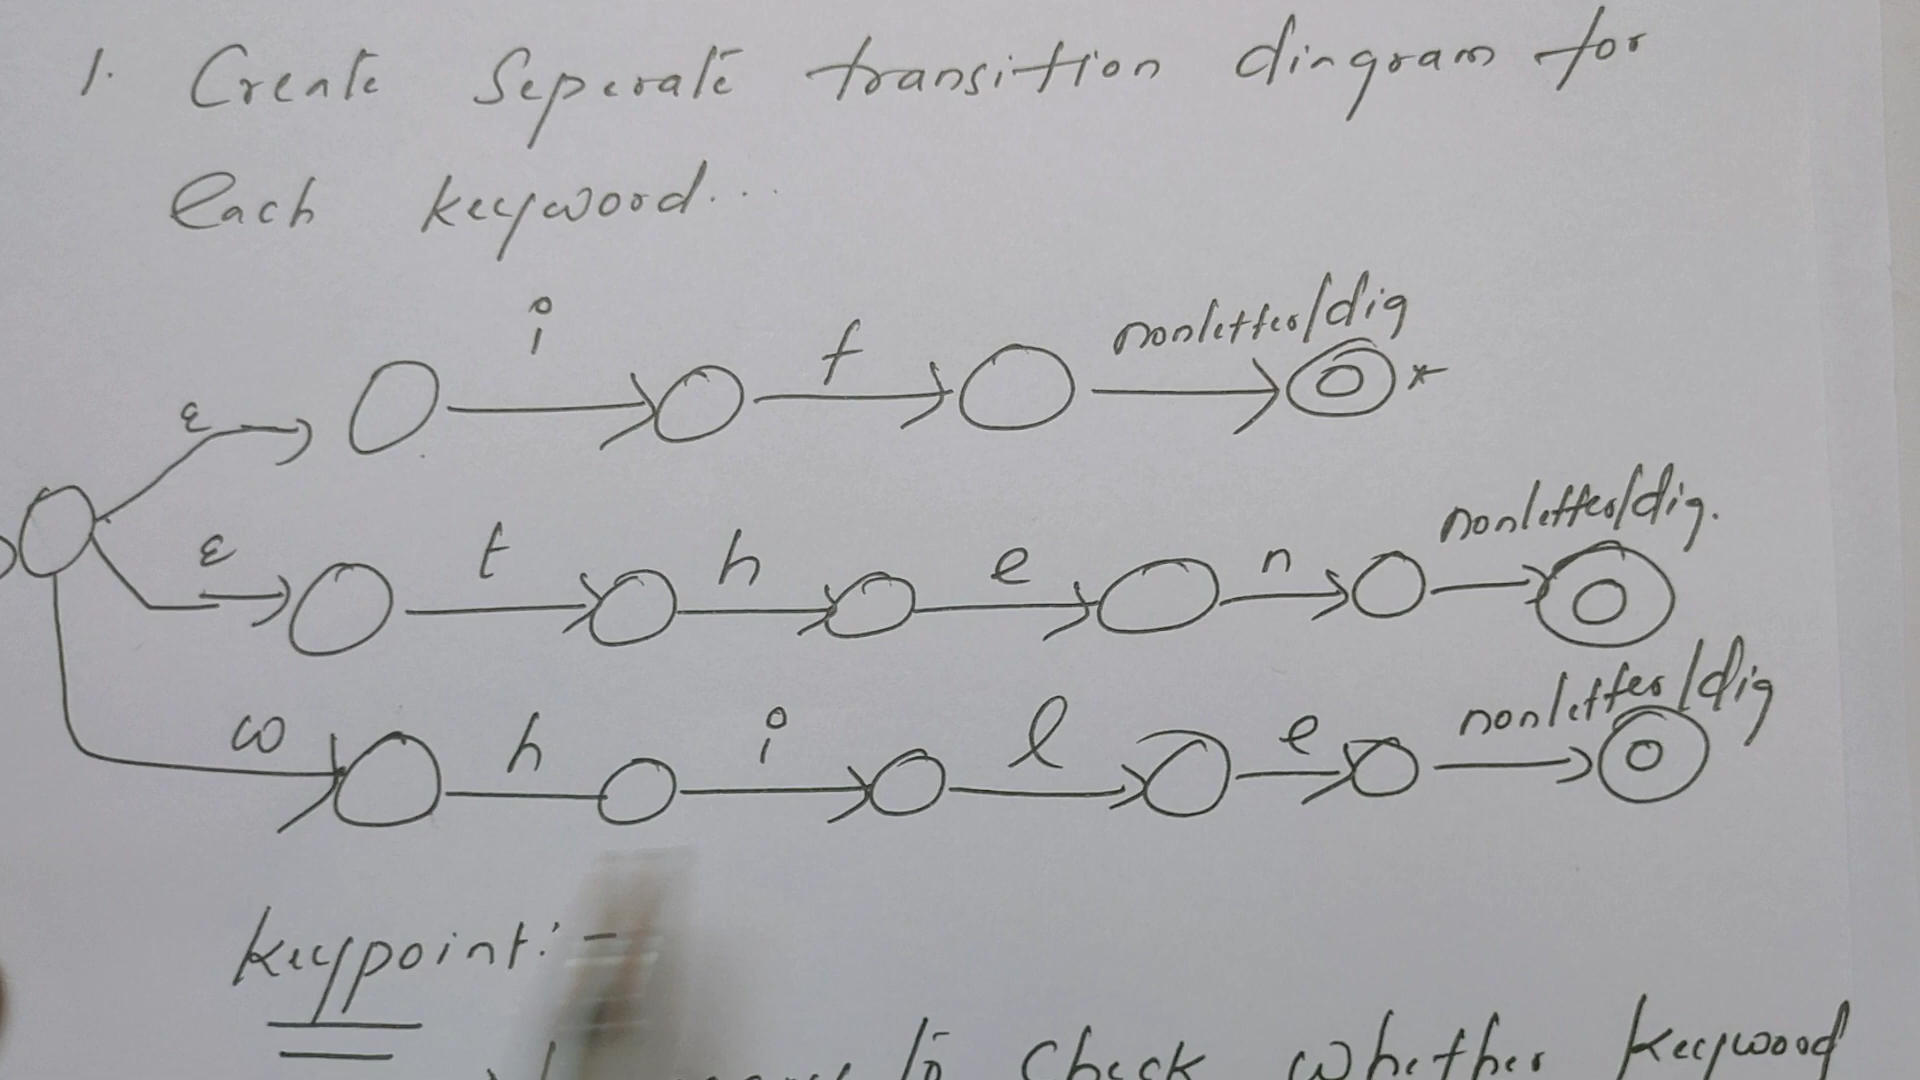 1. Create Seperate transition diagram for
each keyword...
i f nonletter/dig *
ε
ε t h e n nonletter/dig.
w h i l e nonletter/dig
keypoint:-
to check whether keyword